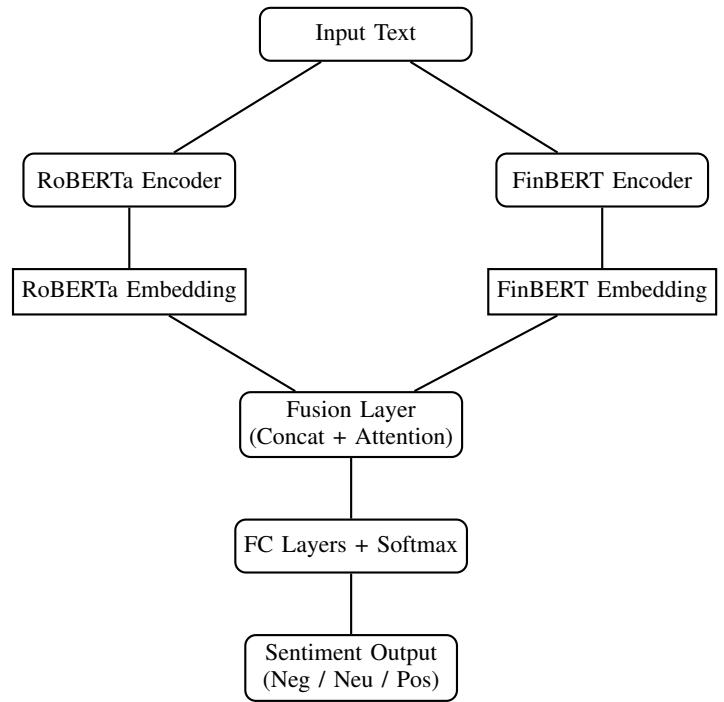 Input Text
RoBERTa Encoder
FinBERT Encoder
RoBERTa Embedding
FinBERT Embedding
Fusion Layer
(Concat + Attention)
FC Layers + Softmax
Sentiment Output
(Neg / Neu / Pos)